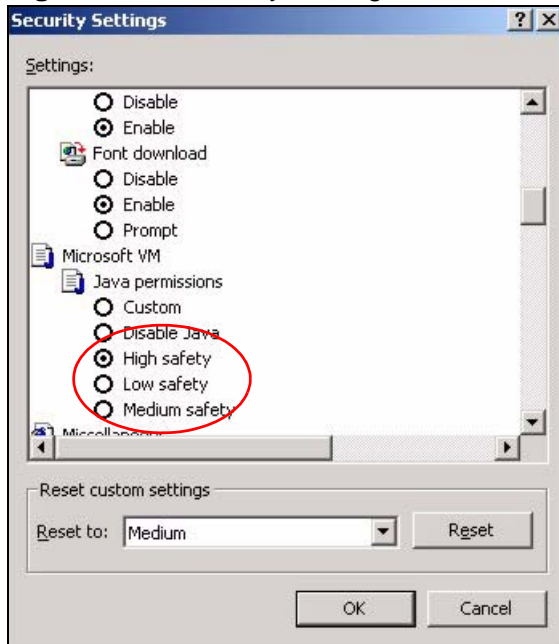 Security Settings
Settings:
Disable
Enable
Font download
Disable
Enable
Prompt
Microsoft VM
Java permissions
Custom
Disable Java
High safety
Low safety
Medium safety
Miscellaneous
Reset custom settings
Reset to: Medium Reset
OK Cancel